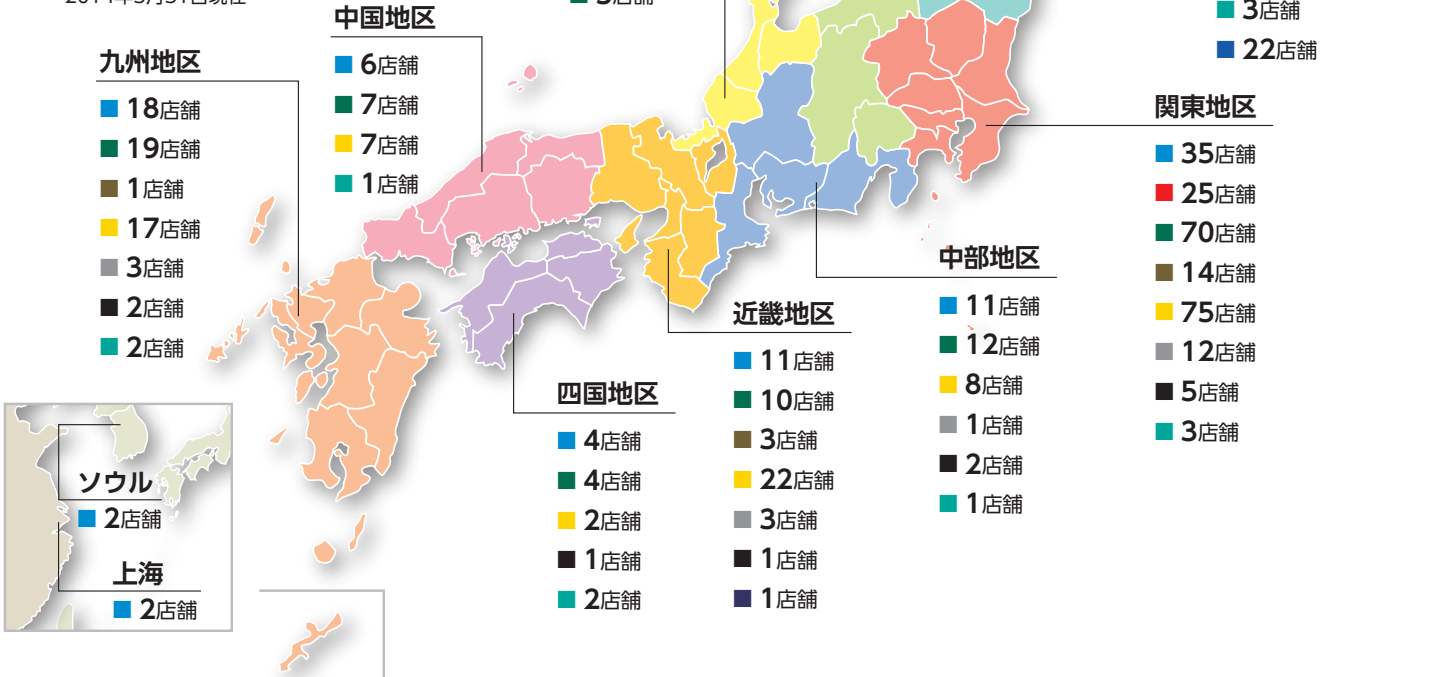 中国地区
6店舗
7店舗
7店舗
1店舗
九州地区
18店舗
19店舗
1店舗
17店舗
3店舗
2店舗
2店舗
3店舗
22店舗
関東地区
35店舗
25店舗
70店舗
14店舗
75店舗
12店舗
5店舗
3店舗
中部地区
11店舗
12店舗
8店舗
1店舗
2店舗
1店舗
近畿地区
11店舗
10店舗
3店舗
22店舗
3店舗
1店舗
1店舗
四国地区
4店舗
4店舗
2店舗
1店舗
2店舗
ソウル
2店舗
上海
2店舗